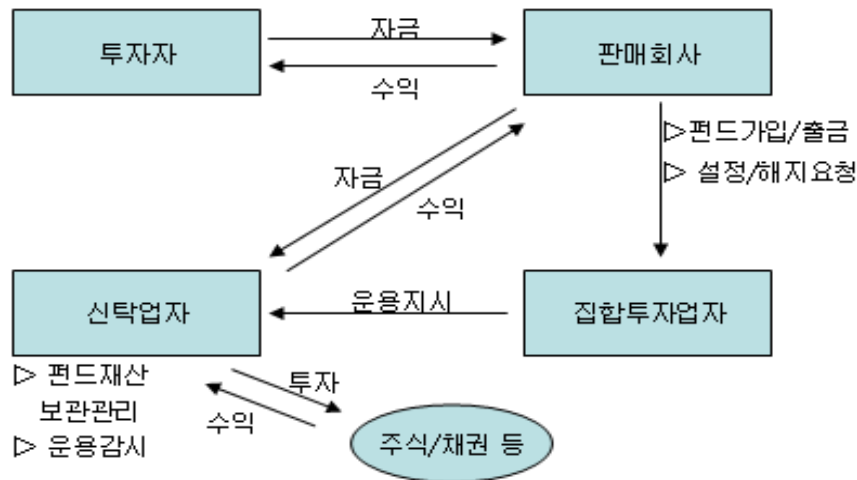 자금
투자자
판매회사
수익
▷펀드가입/출금
▷ 설정/해지요청
자금
수익
신탁업자
운용지시
집합투자업자
▷ 펀드재산
보관관리
▷ 운용감시
투자
수익
주식/채권 등